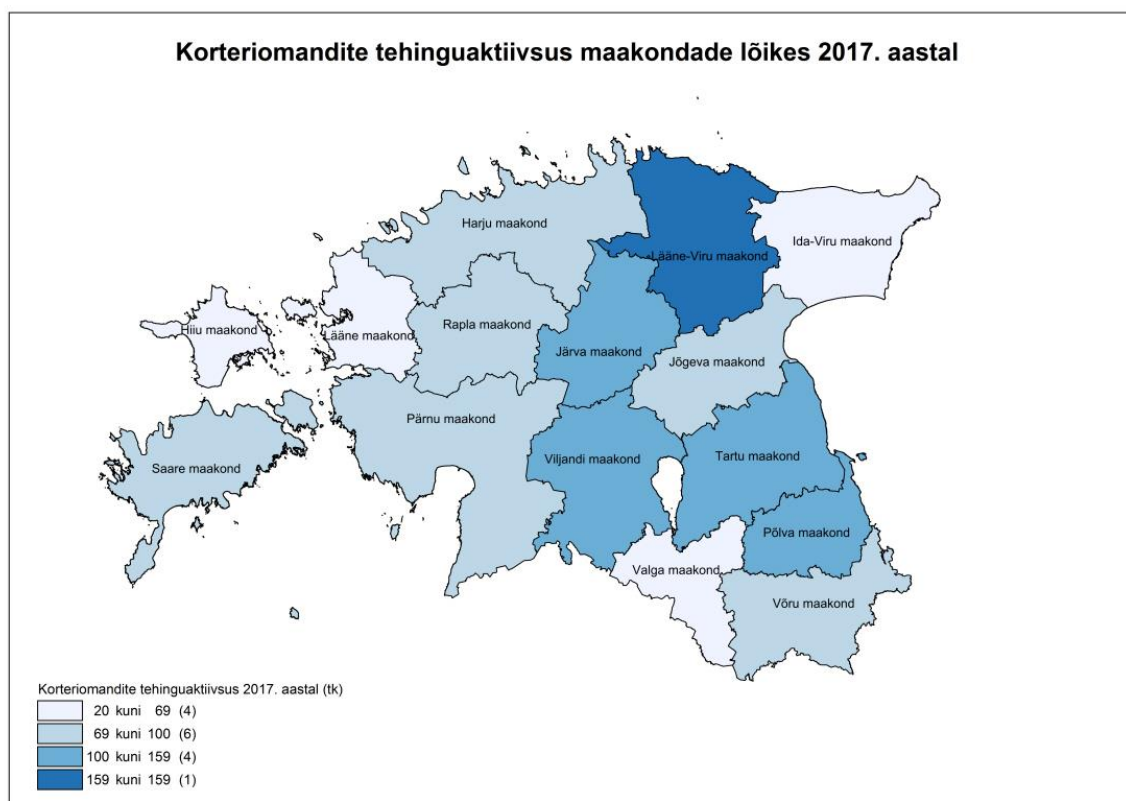 Korteriomandite tehinguaktiivsus maakondade lõikes 2017. aastal
Harju maakond
Ida-Viru maakond
Lääne-Viru maakond
Hiiu maakond
Lääne maakond
Rapla maakond
Järva maakond
Jõgeva maakond
Pärnu maakond
Saare maakond
Viljandi maakond
Tartu maakond
Põlva maakond
Valga maakond
Võru maakond
Korteriomandite tehinguaktiivsus 2017. aastal (tk)
20 kuni 69 (4)
69 kuni 100 (6)
100 kuni 159 (4)
159 kuni 159 (1)